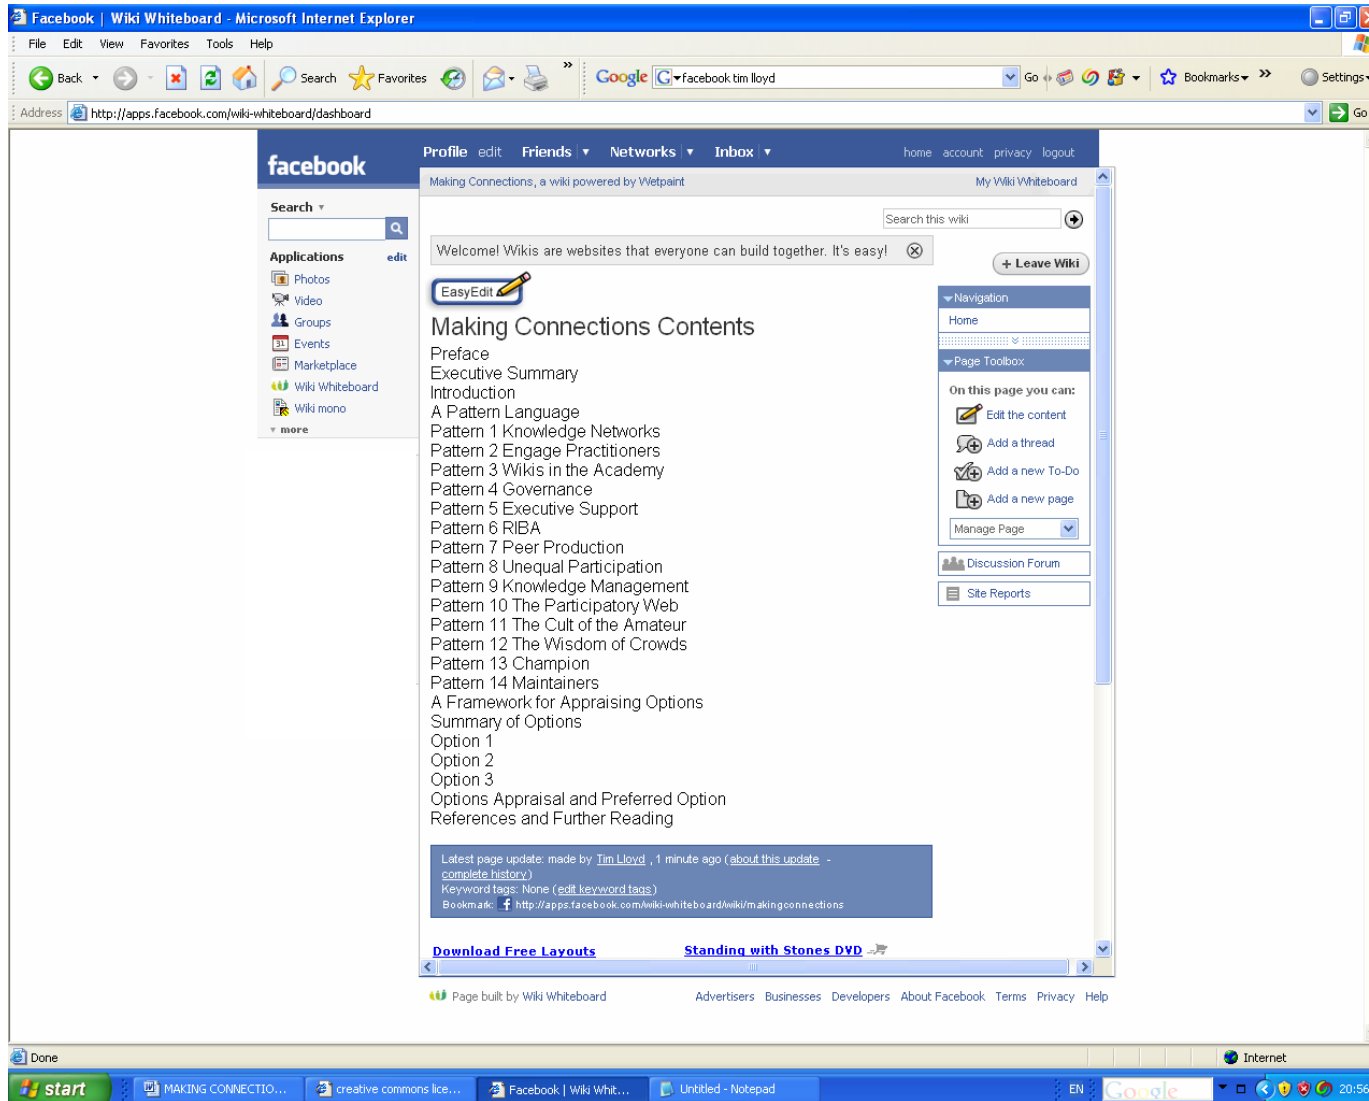 Facebook | Wiki Whiteboard - Microsoft Internet Explorer
File Edit View Favorites Tools Help
Back Search Favorites » Google G facebook tim lloyd Go Bookmarks » Settings
Address http://apps.facebook.com/wiki-whiteboard/dashboard Go
facebook
Profile edit Friends Networks Inbox home account privacy logout
Making Connections, a wiki powered by Wetpaint My Wiki Whiteboard
Search
Applications edit
Photos
Video
Groups
31 Events
Marketplace
Wiki Whiteboard
Wiki mono
more
Search this wiki
Welcome! Wikis are websites that everyone can build together. It's easy!
+ Leave Wiki
EasyEdit
Making Connections Contents
Preface
Executive Summary
Introduction
A Pattern Language
Pattern 1 Knowledge Networks
Pattern 2 Engage Practitioners
Pattern 3 Wikis in the Academy
Pattern 4 Governance
Pattern 5 Executive Support
Pattern 6 RIBA
Pattern 7 Peer Production
Pattern 8 Unequal Participation
Pattern 9 Knowledge Management
Pattern 10 The Participatory Web
Pattern 11 The Cult of the Amateur
Pattern 12 The Wisdom of Crowds
Pattern 13 Champion
Pattern 14 Maintainers
A Framework for Appraising Options
Summary of Options
Option 1
Option 2
Option 3
Options Appraisal and Preferred Option
References and Further Reading
Navigation
Home
Page Toolbox
On this page you can:
Edit the content
Add a thread
Add a new To-Do
Add a new page
Manage Page
Discussion Forum
Site Reports
Latest page update: made by Tim Lloyd , 1 minute ago (about this update -
complete history)
Keyword tags: None (edit keyword tags)
Bookmark: f http://apps.facebook.com/wiki-whiteboard/wiki/makingconnections
Download Free Layouts Standing with Stones DVD
Page built by Wiki Whiteboard Advertisers Businesses Developers About Facebook Terms Privacy Help
Done Internet
start MAKING CONNECTIO... creative commons lice... Facebook | Wiki Whit... Untitled - Notepad EN Google 20:56